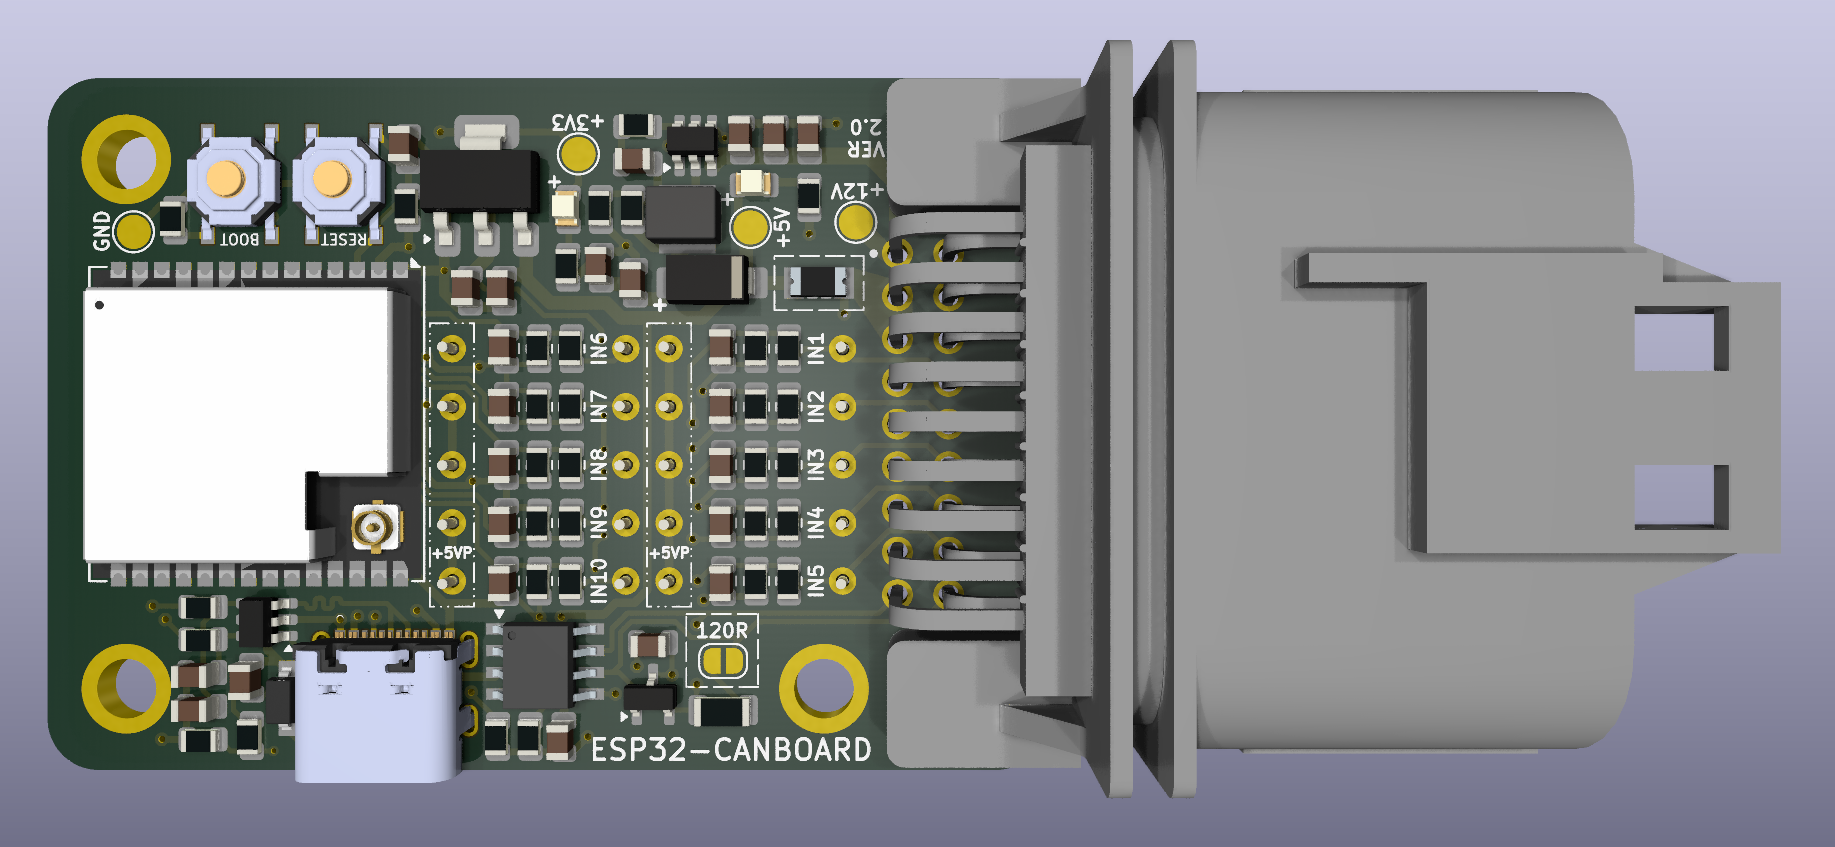 +3V3
VER
2.0
+12V
GND
BOOT
RESET
+5V
IN6
IN1
IN7
IN2
IN8
IN3
IN9
IN4
+5VP
+5VP
IN10
IN5
120R
ESP32-CANBOARD